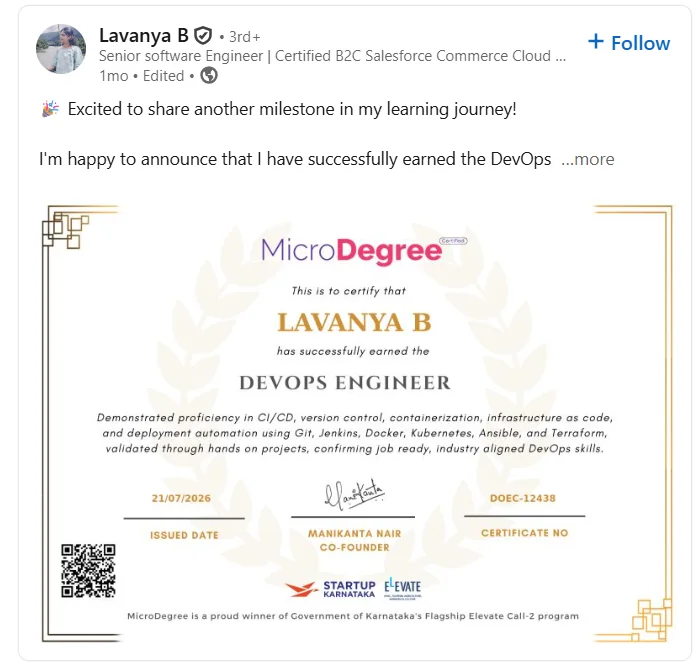 Lavanya B • 3rd+
+ Follow
Senior software Engineer | Certified B2C Salesforce Commerce Cloud ...
1mo • Edited •
🎉 Excited to share another milestone in my learning journey!
I'm happy to announce that I have successfully earned the DevOps ...more
MicroDegree Certified
This is to certify that
LAVANYA B
has successfully earned the
DEVOPS ENGINEER
Demonstrated proficiency in CI/CD, version control, containerization, infrastructure as code,
and deployment automation using Git, Jenkins, Docker, Kubernetes, Ansible, and Terraform,
validated through hands on projects, confirming job ready, industry aligned DevOps skills.
21/07/2026
Manikanta
DOEC-12438
ISSUED DATE
MANIKANTA NAIR
CO-FOUNDER
CERTIFICATE NO
STARTUP
KARNATAKA
ELEVATE
MicroDegree is a proud winner of Government of Karnataka's Flagship Elevate Call-2 program